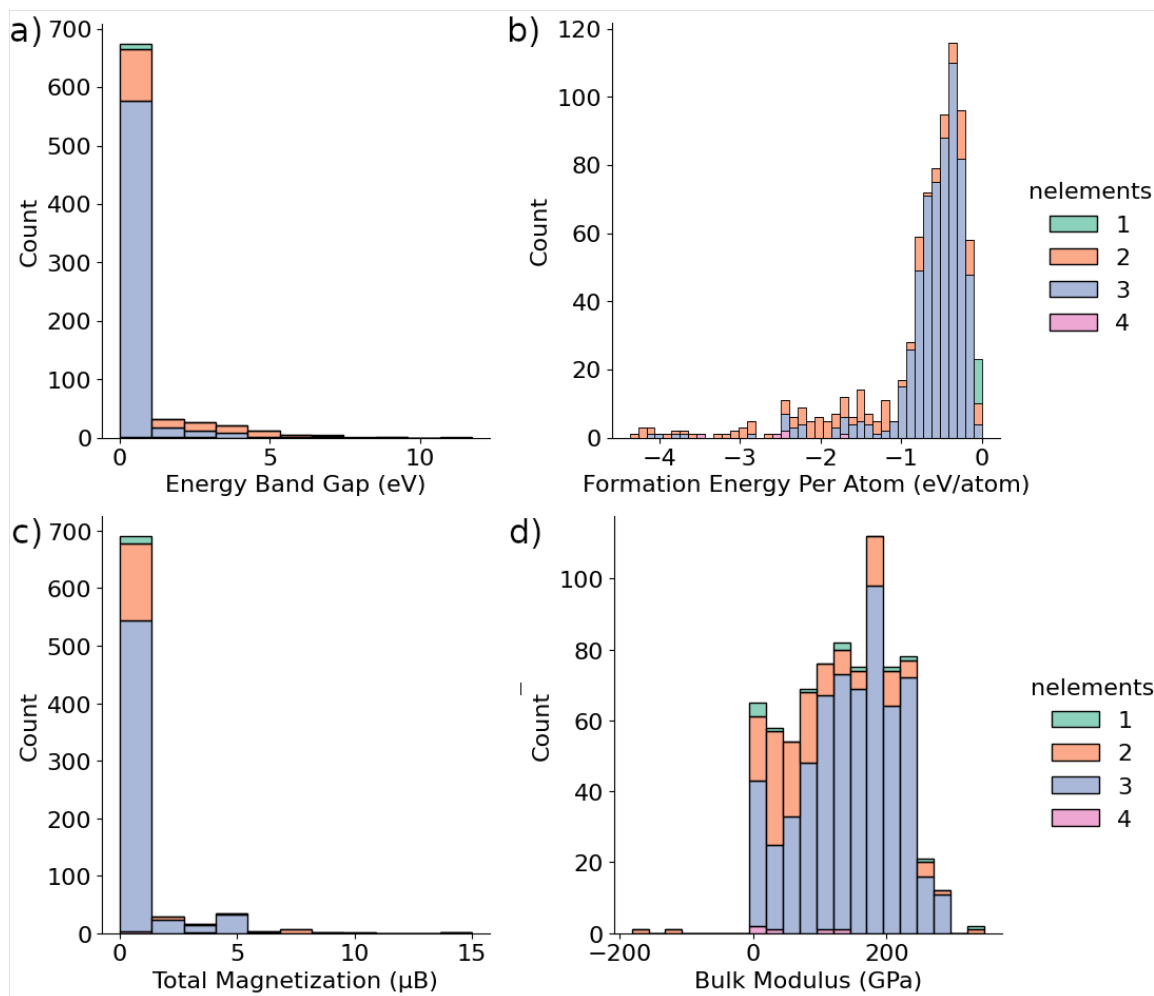 a)
700
600
500
400
300
200
100
0
Count
0 5 10
Energy Band Gap (eV)
b)
120
100
80
60
40
20
0
Count
−4 −3 −2 −1 0
Formation Energy Per Atom (eV/atom)
nelements
1
2
3
4
c)
700
600
500
400
300
200
100
0
Count
0 5 10 15
Total Magnetization (μB)
d)
100
80
60
40
20
0
Count
−200 0 200
Bulk Modulus (GPa)
nelements
1
2
3
4